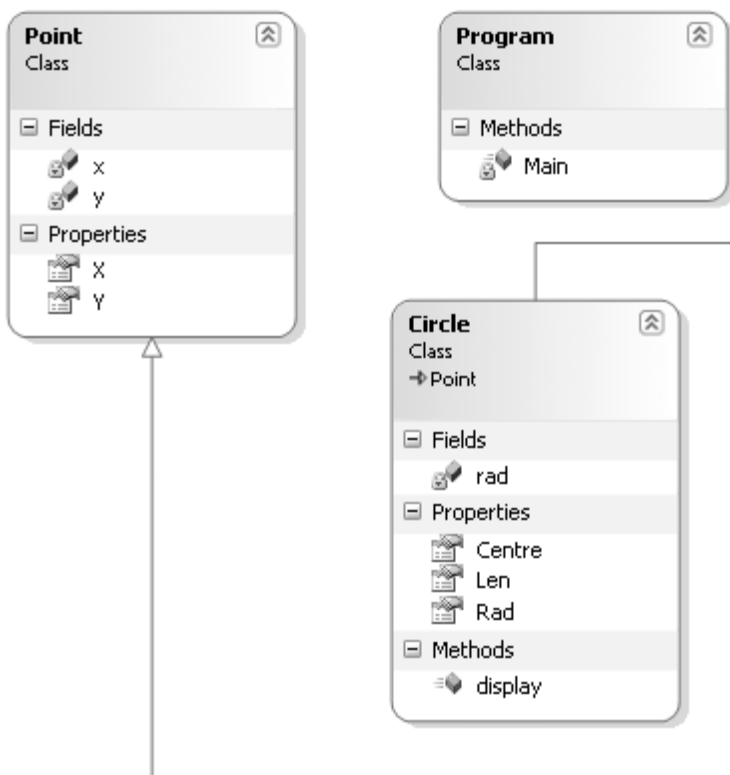 Point
Class
Fields
x
y
Properties
X
Y
Program
Class
Methods
Main
Circle
Class
Point
Fields
rad
Properties
Centre
Len
Rad
Methods
display